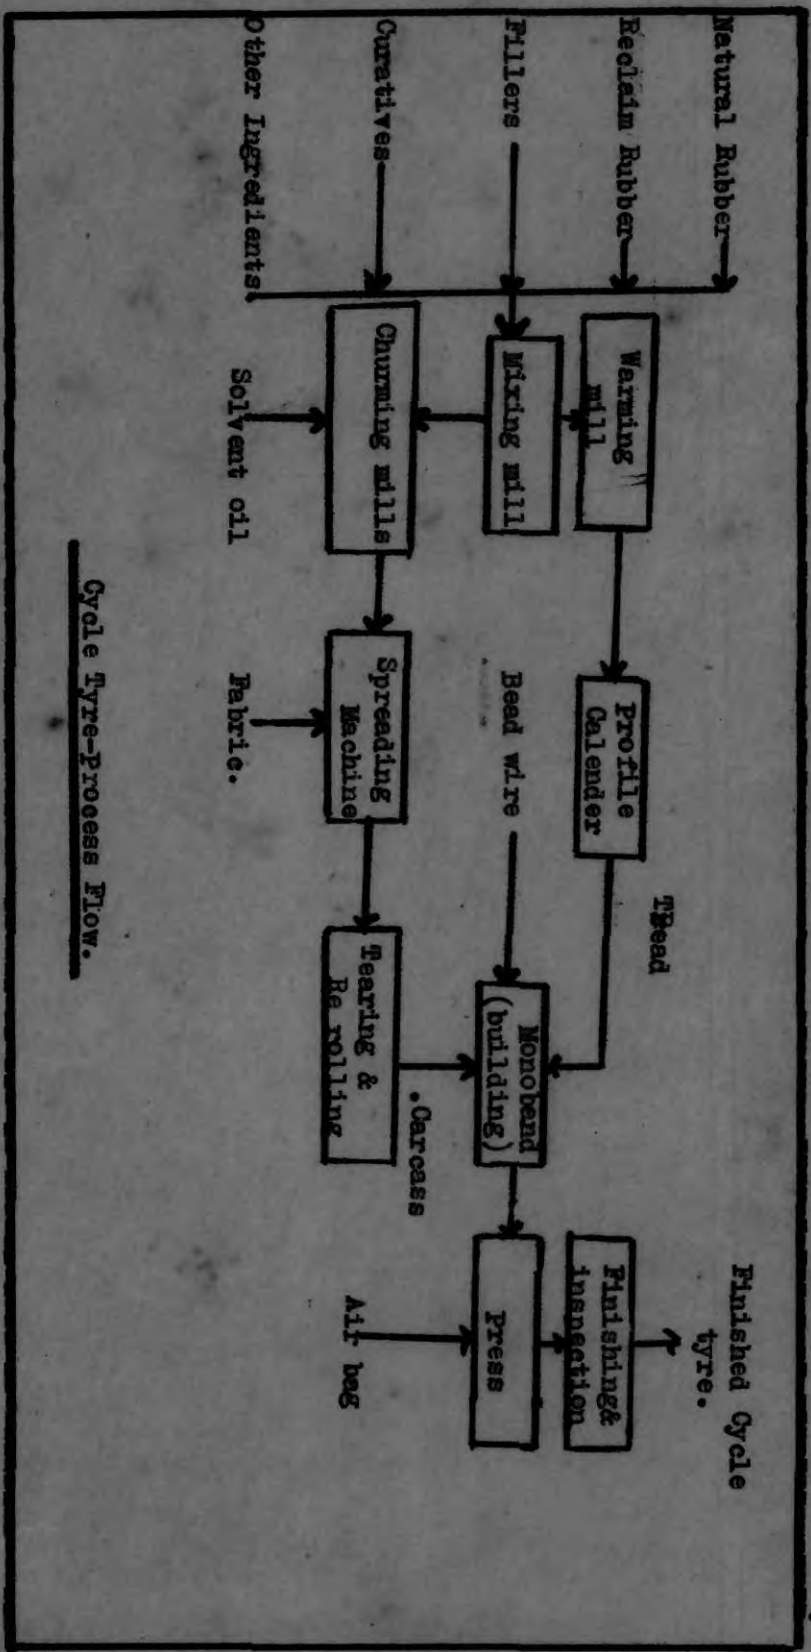 Natural Rubber
Reclaim Rubber
Fillers
Curatives
Other Ingredients.
Warming
mill
Mixing mill
Churming mills
Solvent oil
Profile
Calender
Bead wire
Spreading
Machine
Fabric.
Tread
Monoband
(building)
Tearing &
Re rolling
.Carcass
Finished Cycle
tyre.
Finishing&
inspection
Press
Air bag
Cycle Tyre-Process Flow.